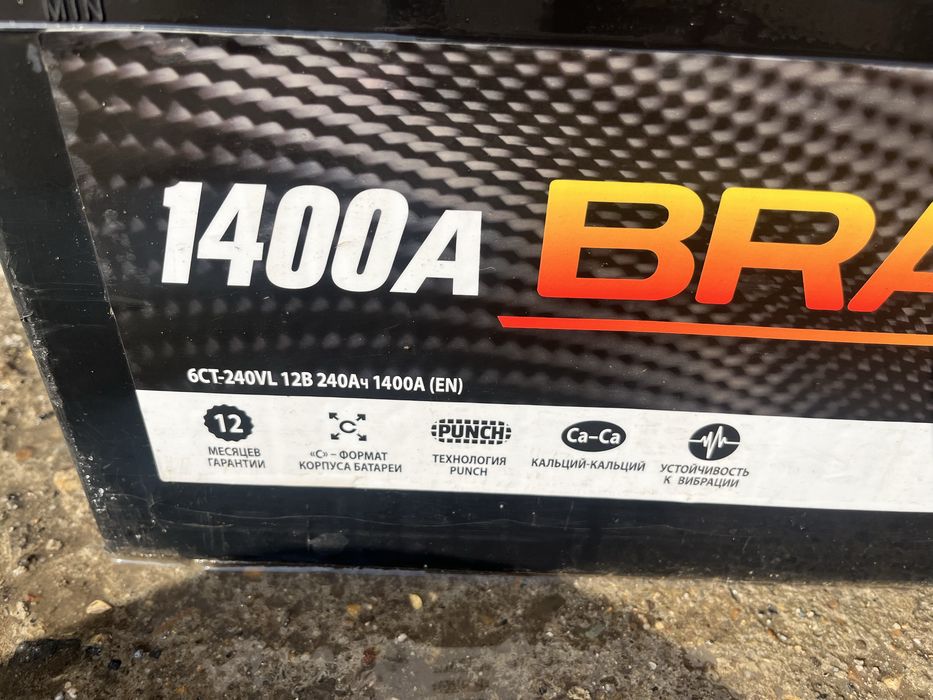 MIN
1400А BRA
6СТ-240VL 12В 240Ач 1400А (EN)
12
МЕСЯЦЕВ
ГАРАНТИИ
C
«С» – ФОРМАТ
КОРПУСА БАТАРЕИ
PUNCH
ТЕХНОЛОГИЯ
PUNCH
Ca–Ca
КАЛЬЦИЙ-КАЛЬЦИЙ
УСТОЙЧИВОСТЬ
К ВИБРАЦИИ